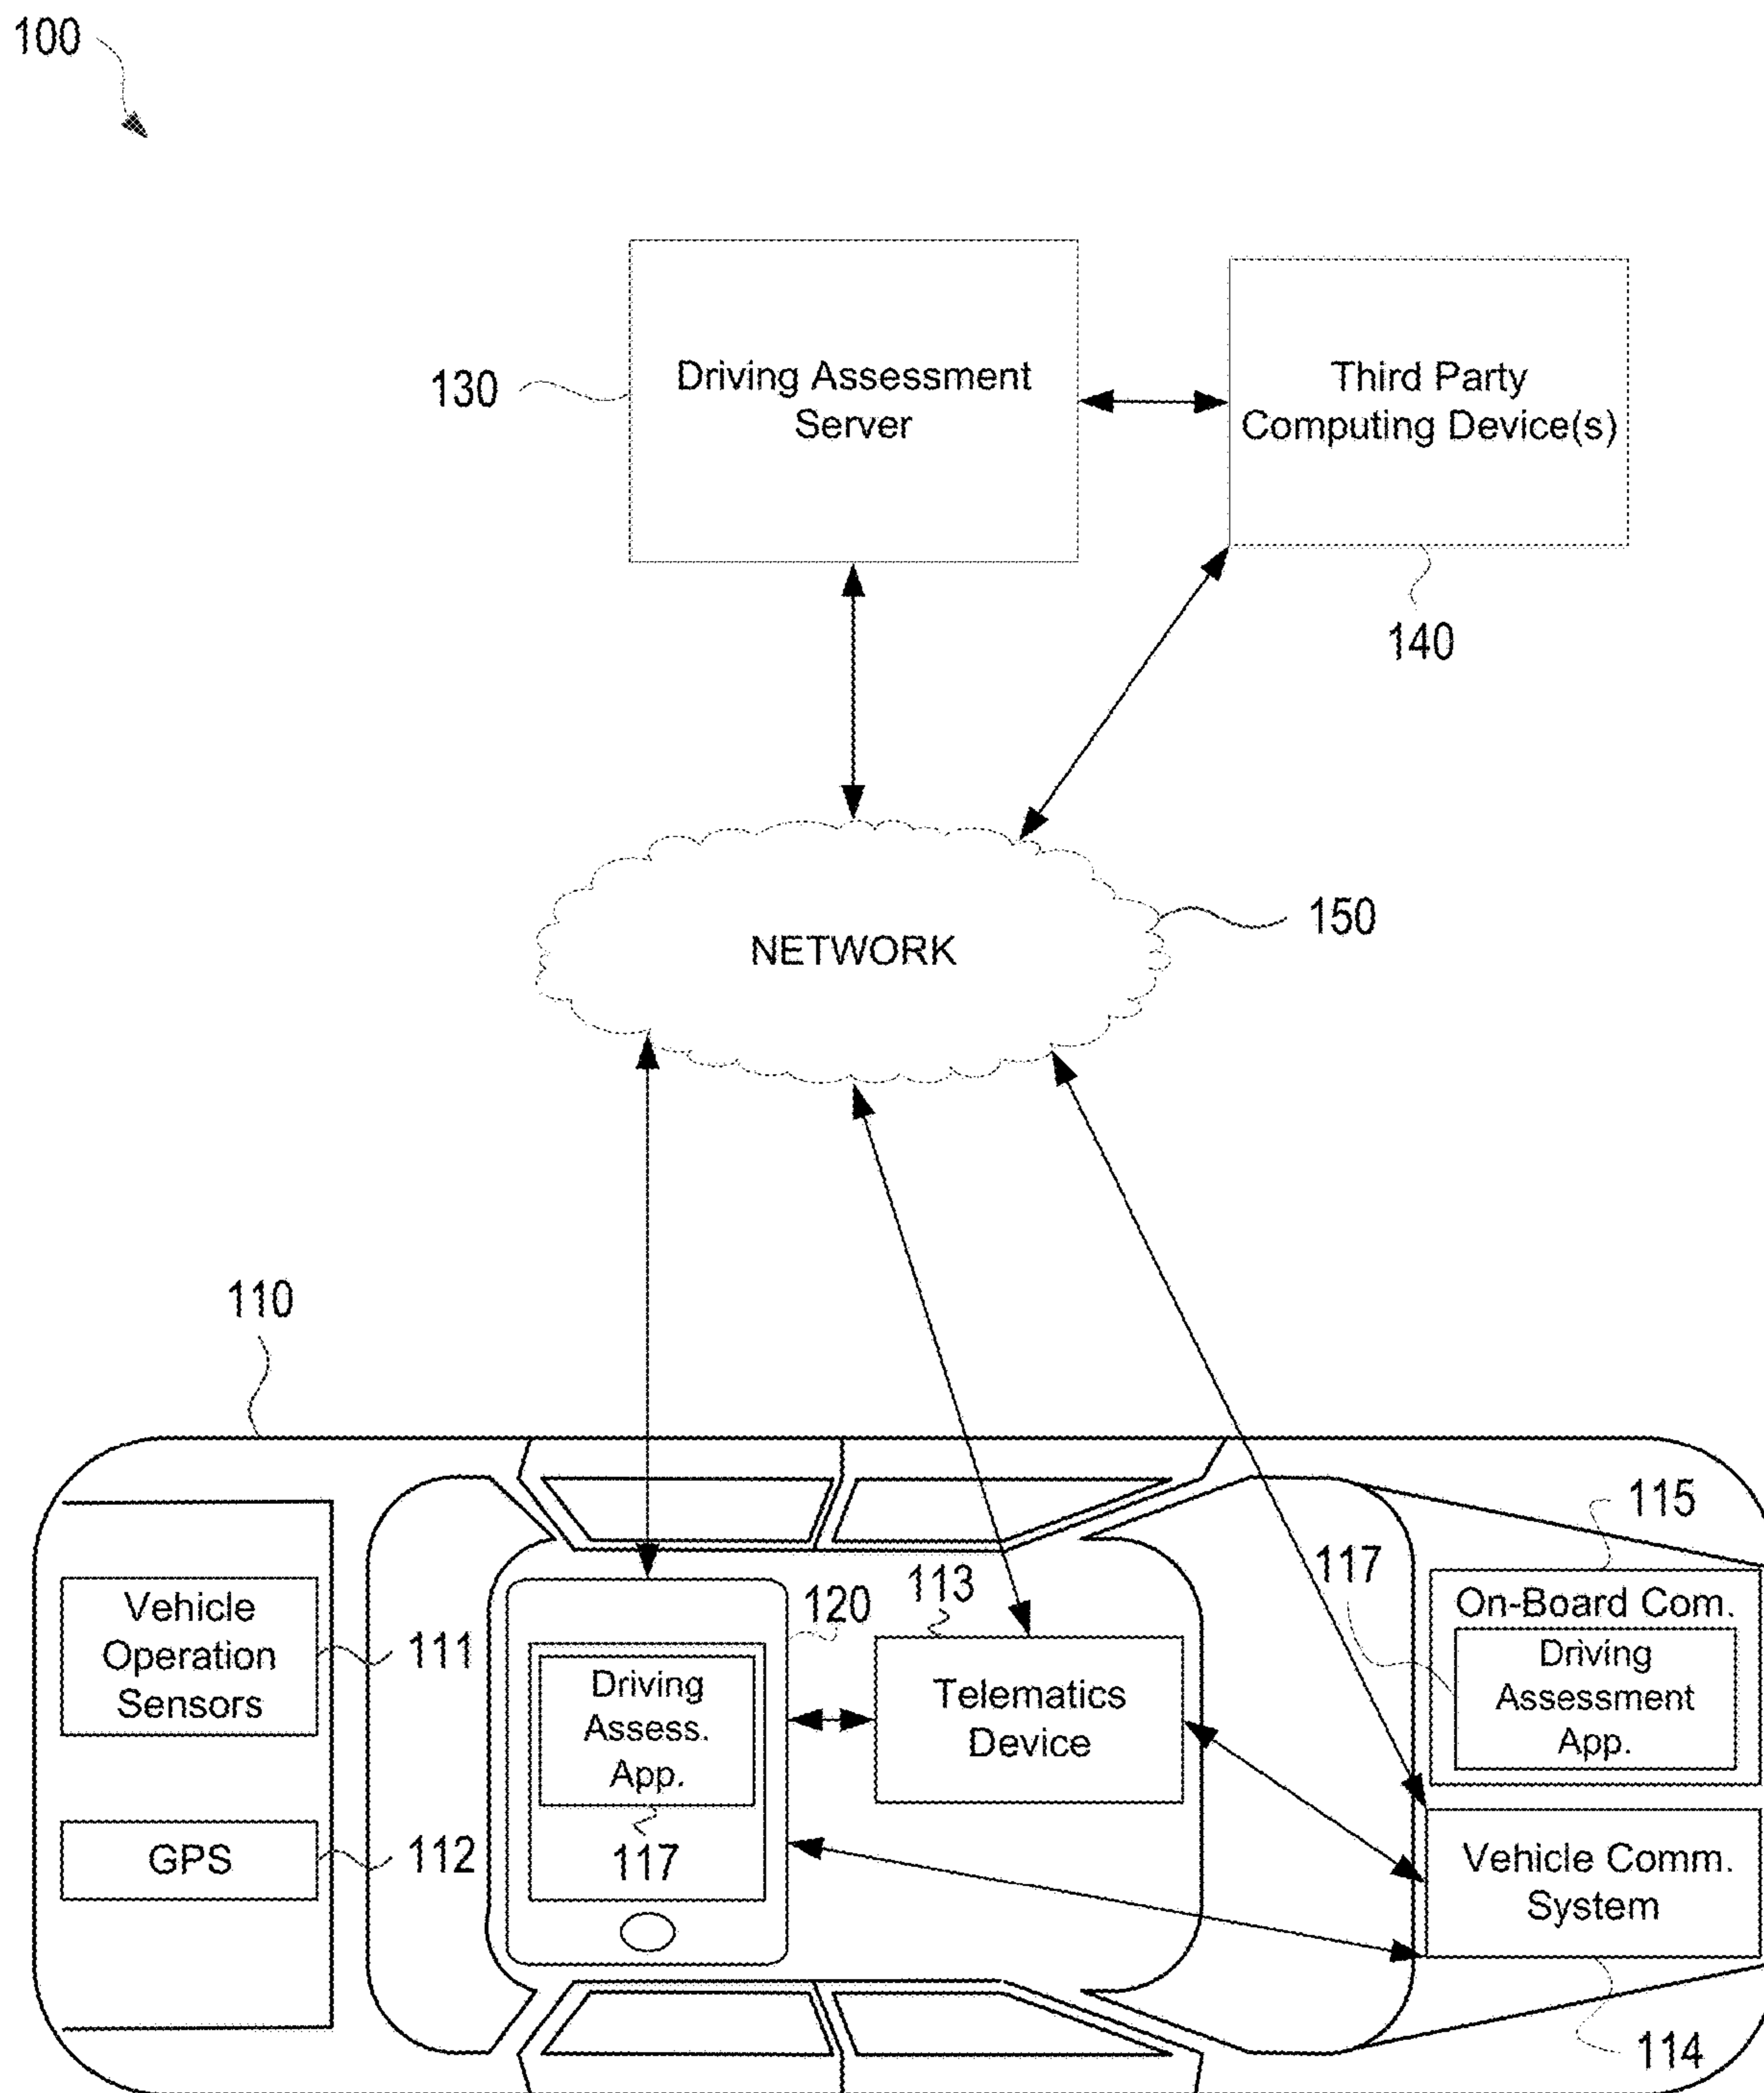 100
130
Driving Assessment
Server
Third Party
Computing Device(s)
140
NETWORK
150
110
115
117
113
120
Vehicle
Operation
Sensors
111
GPS
112
Driving
Assess.
App.
117
Telematics
Device
On-Board Com.
Driving
Assessment
App.
Vehicle Comm.
System
114